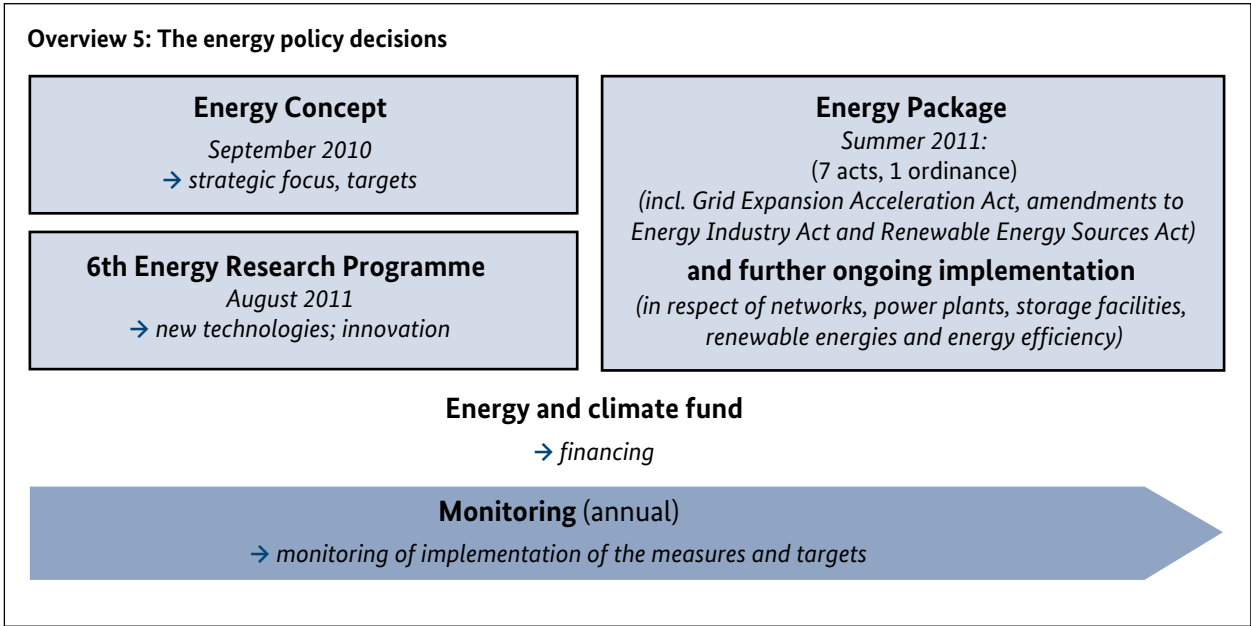 Overview 5: The energy policy decisions
Energy Concept
September 2010
→ strategic focus, targets
6th Energy Research Programme
August 2011
→ new technologies; innovation
Energy Package
Summer 2011:
(7 acts, 1 ordinance)
(incl. Grid Expansion Acceleration Act, amendments to
Energy Industry Act and Renewable Energy Sources Act)
and further ongoing implementation
(in respect of networks, power plants, storage facilities,
renewable energies and energy efficiency)
Energy and climate fund
→ financing
Monitoring (annual)
→ monitoring of implementation of the measures and targets